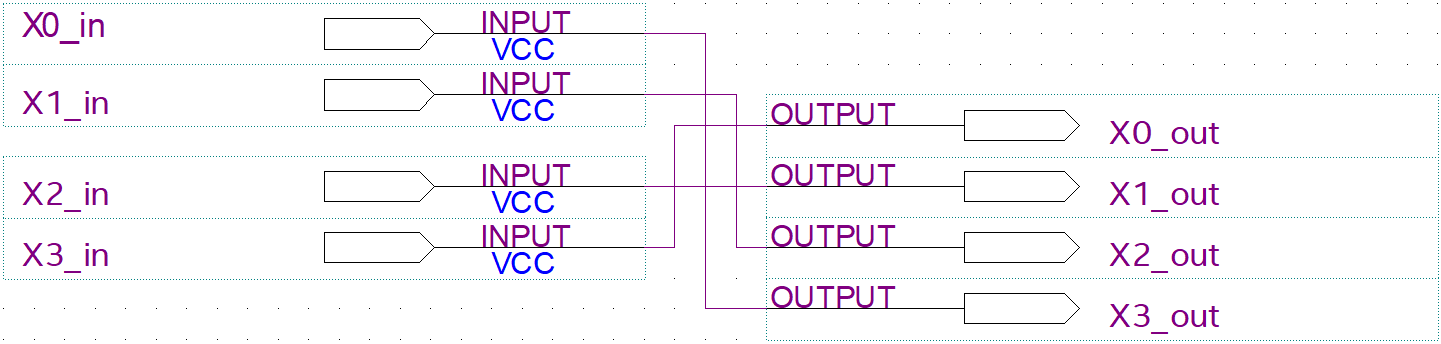 X0_in INPUT
VCC
X1_in INPUT
VCC
OUTPUT X0_out
X2_in INPUT
VCC
OUTPUT X1_out
X3_in INPUT
VCC
OUTPUT X2_out
OUTPUT X3_out